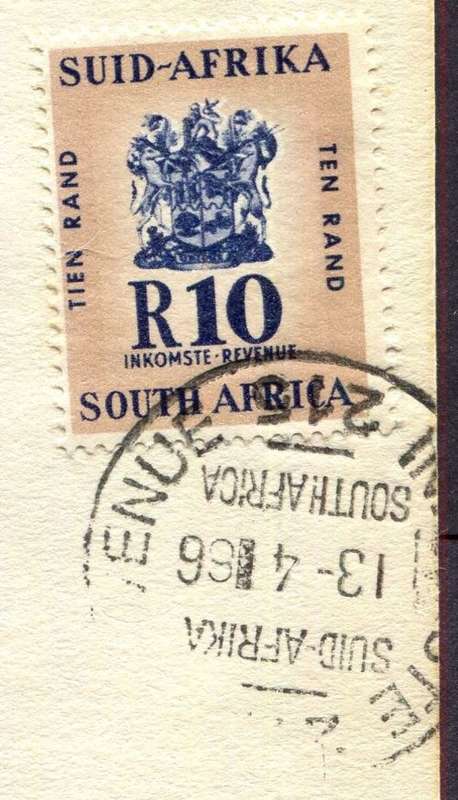 SUID-AFRIKA
TIEN RAND
TEN RAND
R10
INKOMSTE-REVENUE
SOUTH AFRICA
SUID-AFRIKA
13-4 66
SOUTH AFRICA